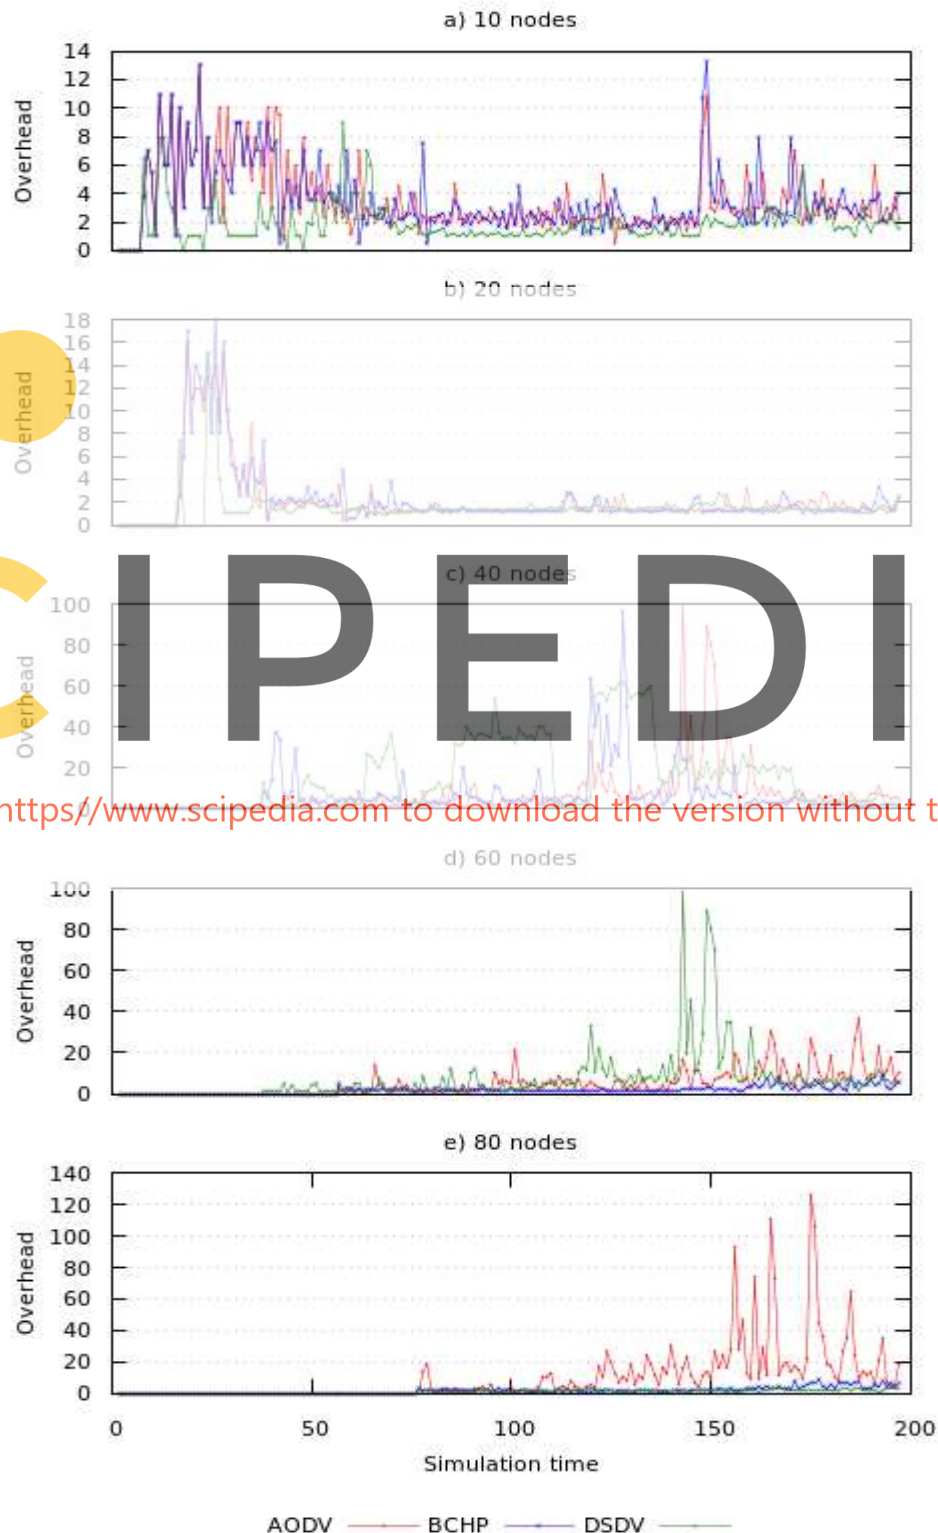 a) 10 nodes
14
12
10
8
6
4
2
0
Overhead
b) 20 nodes
18
16
14
12
10
8
6
4
2
0
Overhead
CIPEDI
c) 40 nodes
100
80
60
40
20
0
Overhead
https//www.scipedia.com to download the version without t
d) 60 nodes
100
80
60
40
20
0
Overhead
e) 80 nodes
140
120
100
80
60
40
20
0
Overhead
0 50 100 150 200
Simulation time
AODV BCHP DSDV